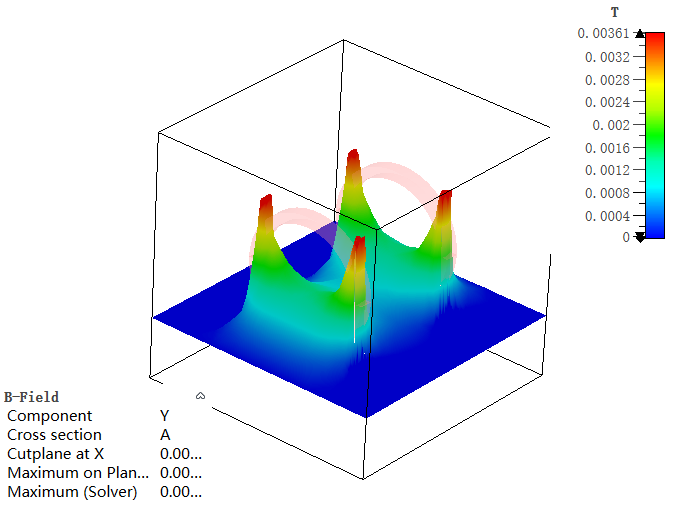 T
0.00361
0.0032
0.0028
0.0024
0.002
0.0016
0.0012
0.0008
0.0004
0
B-Field
Component Y
Cross section A
Cutplane at X 0.00...
Maximum on Plan... 0.00...
Maximum (Solver) 0.00...